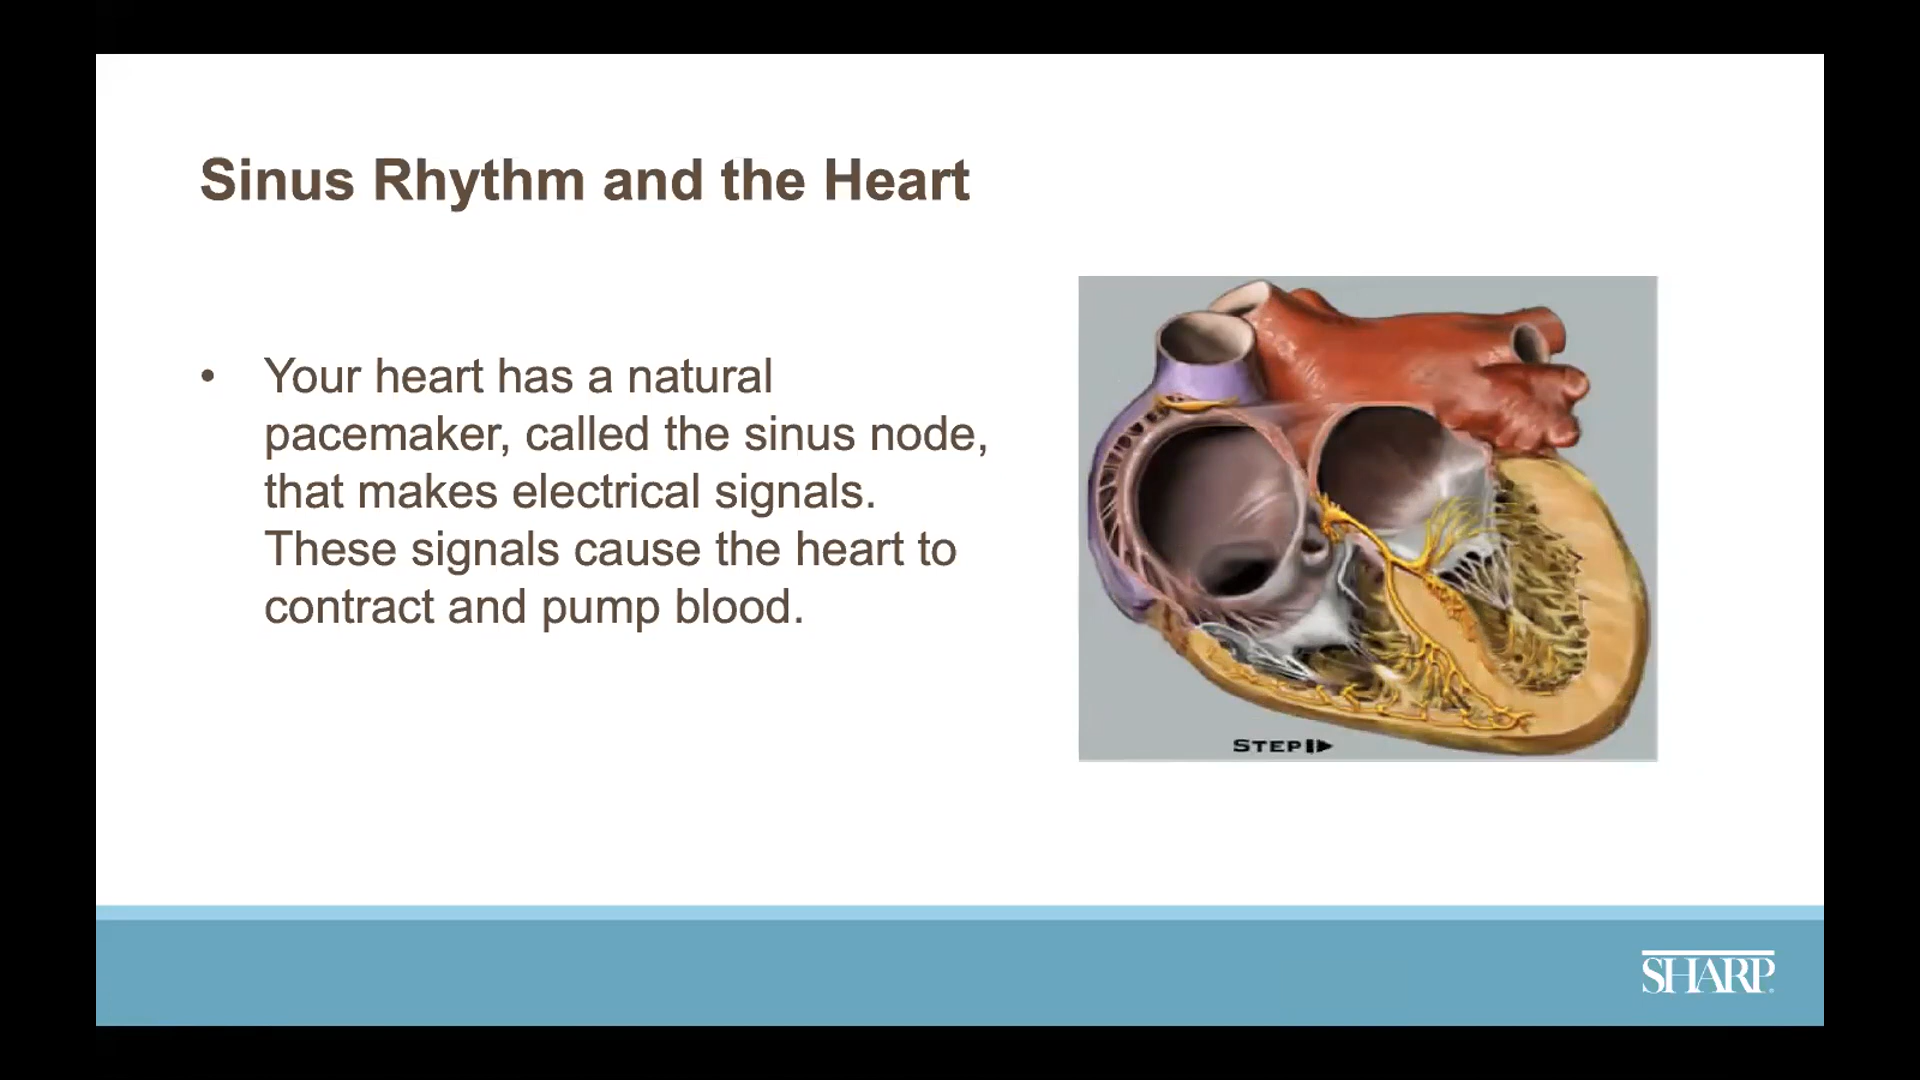 Sinus Rhythm and the Heart
• Your heart has a natural
pacemaker, called the sinus node,
that makes electrical signals.
These signals cause the heart to
contract and pump blood.
STEP
SHARP